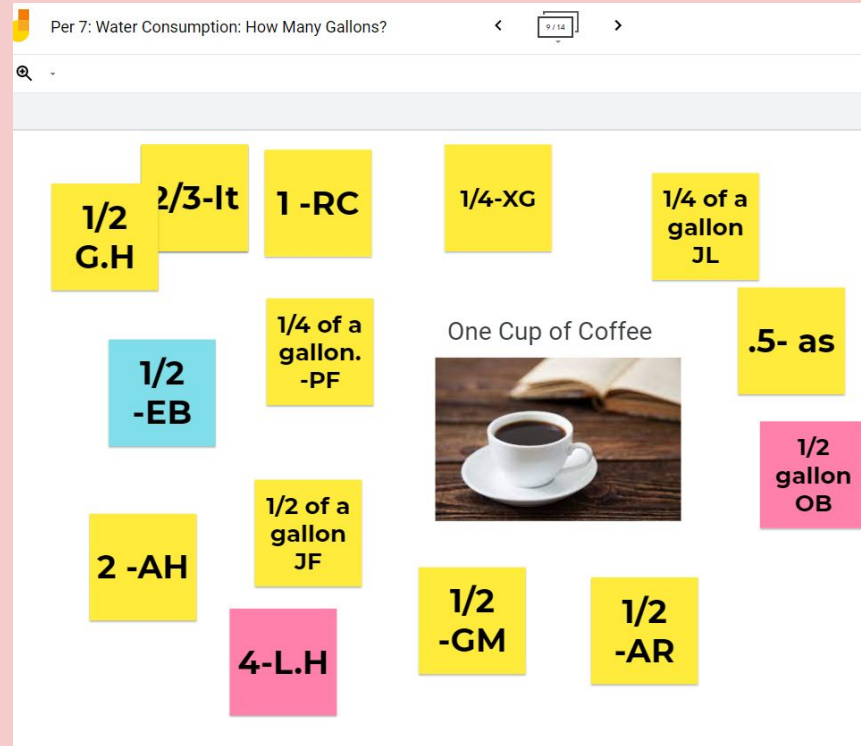 Per 7: Water Consumption: How Many Gallons?
9 / 14
2/3-lt
1/2
G.H
1 -RC
1/4-XG
1/4 of a
gallon
JL
1/4 of a
gallon.
-PF
One Cup of Coffee
.5- as
1/2
-EB
1/2
gallon
OB
1/2 of a
gallon
JF
2 -AH
1/2
-GM
1/2
-AR
4-L.H